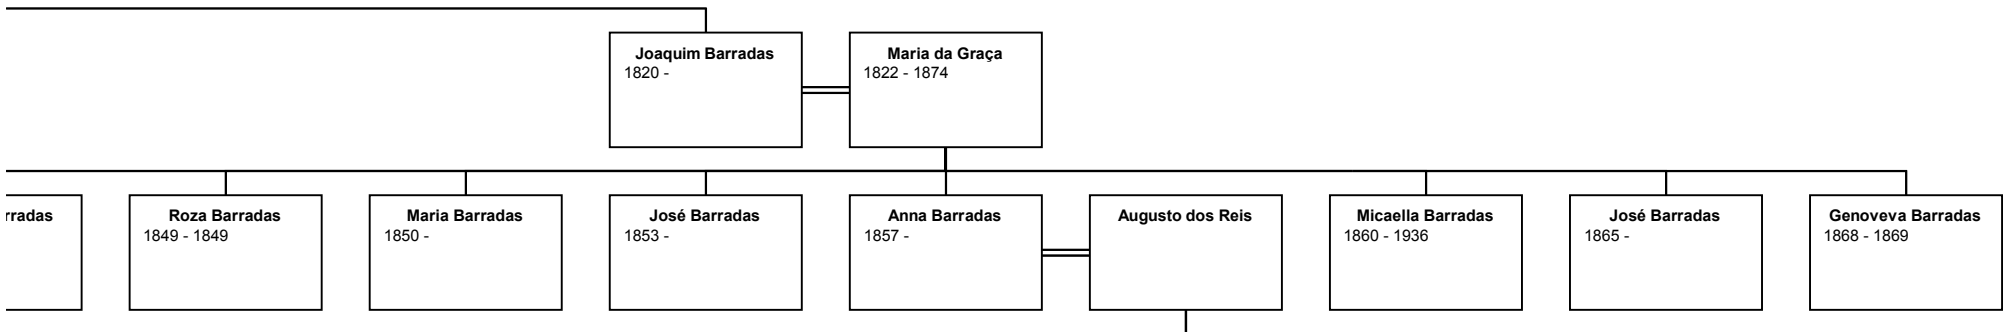 Joaquim Barradas
1820 -
Maria da Graça
1822 - 1874
Roza Barradas
1849 - 1849
Maria Barradas
1850 -
José Barradas
1853 -
Anna Barradas
1857 -
Augusto dos Reis
Micaella Barradas
1860 - 1936
José Barradas
1865 -
Genoveva Barradas
1868 - 1869